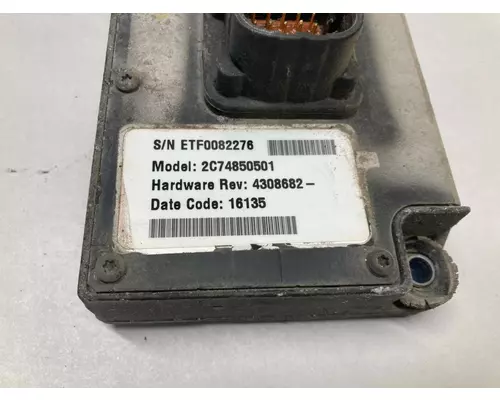 S/N ETF0082276
Model: 2C74850501
Hardware Rev: 4308682-
Date Code: 16135